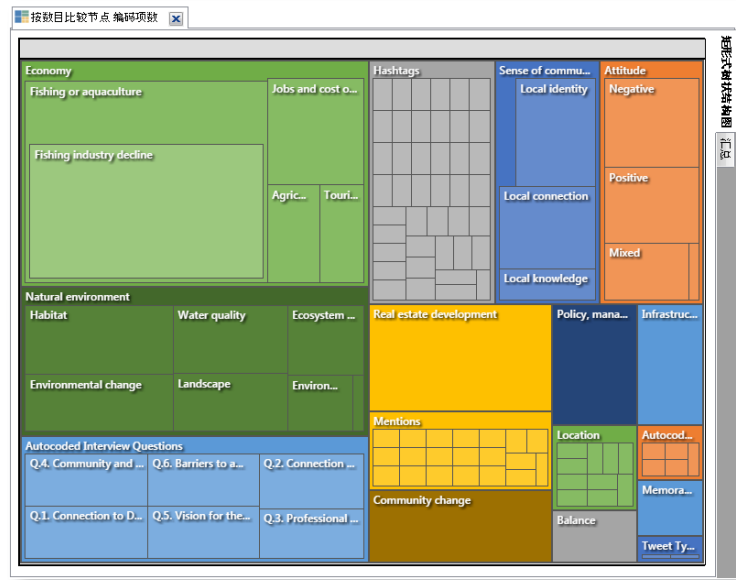 按数目比较节点 编码项数
Economy
Fishing or aquaculture
Jobs and cost o...
Fishing industry decline
Agric...
Touri...
Natural environment
Habitat
Water quality
Ecosystem ...
Environmental change
Landscape
Environ...
Autocoded Interview Questions
Q.4. Community and ...
Q.6. Barriers to a...
Q.2. Connection ...
Q.1. Connection to D...
Q.5. Vision for the...
Q.3. Professional ...
Hashtags
Sense of commu...
Local identity
Local connection
Local knowledge
Attitude
Negative
Positive
Mixed
Real estate development
Policy, mana...
Infrastruc...
Mentions
Location
Autocod...
Community change
Balance
Memora...
Tweet Ty...
矩形式树状结构图
汇总